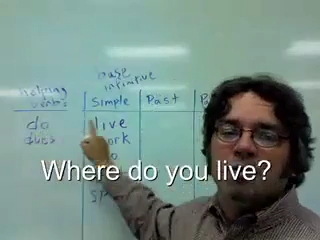 base
infinitive
helping
verbs
Simple
Past
do
live
does
work
Where do you live?